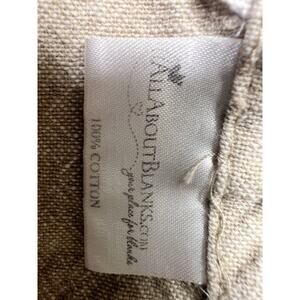 ALLABOUTBLANKS.COM
your place for blanks
100% COTTON